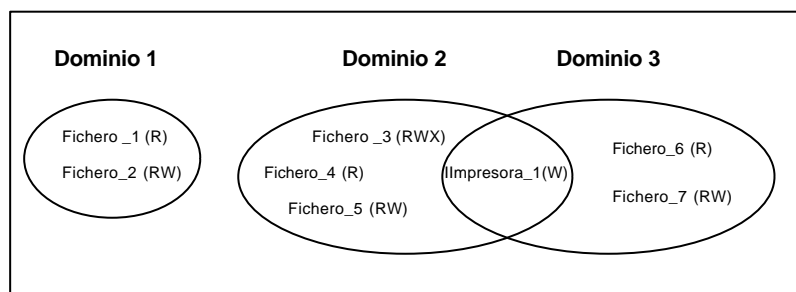 Dominio 1
Dominio 2
Dominio 3
Fichero _1 (R)
Fichero_2 (RW)
Fichero _3 (RWX)
Fichero_4 (R)
Fichero_5 (RW)
IImpresora_1(W)
Fichero_6 (R)
Fichero_7 (RW)